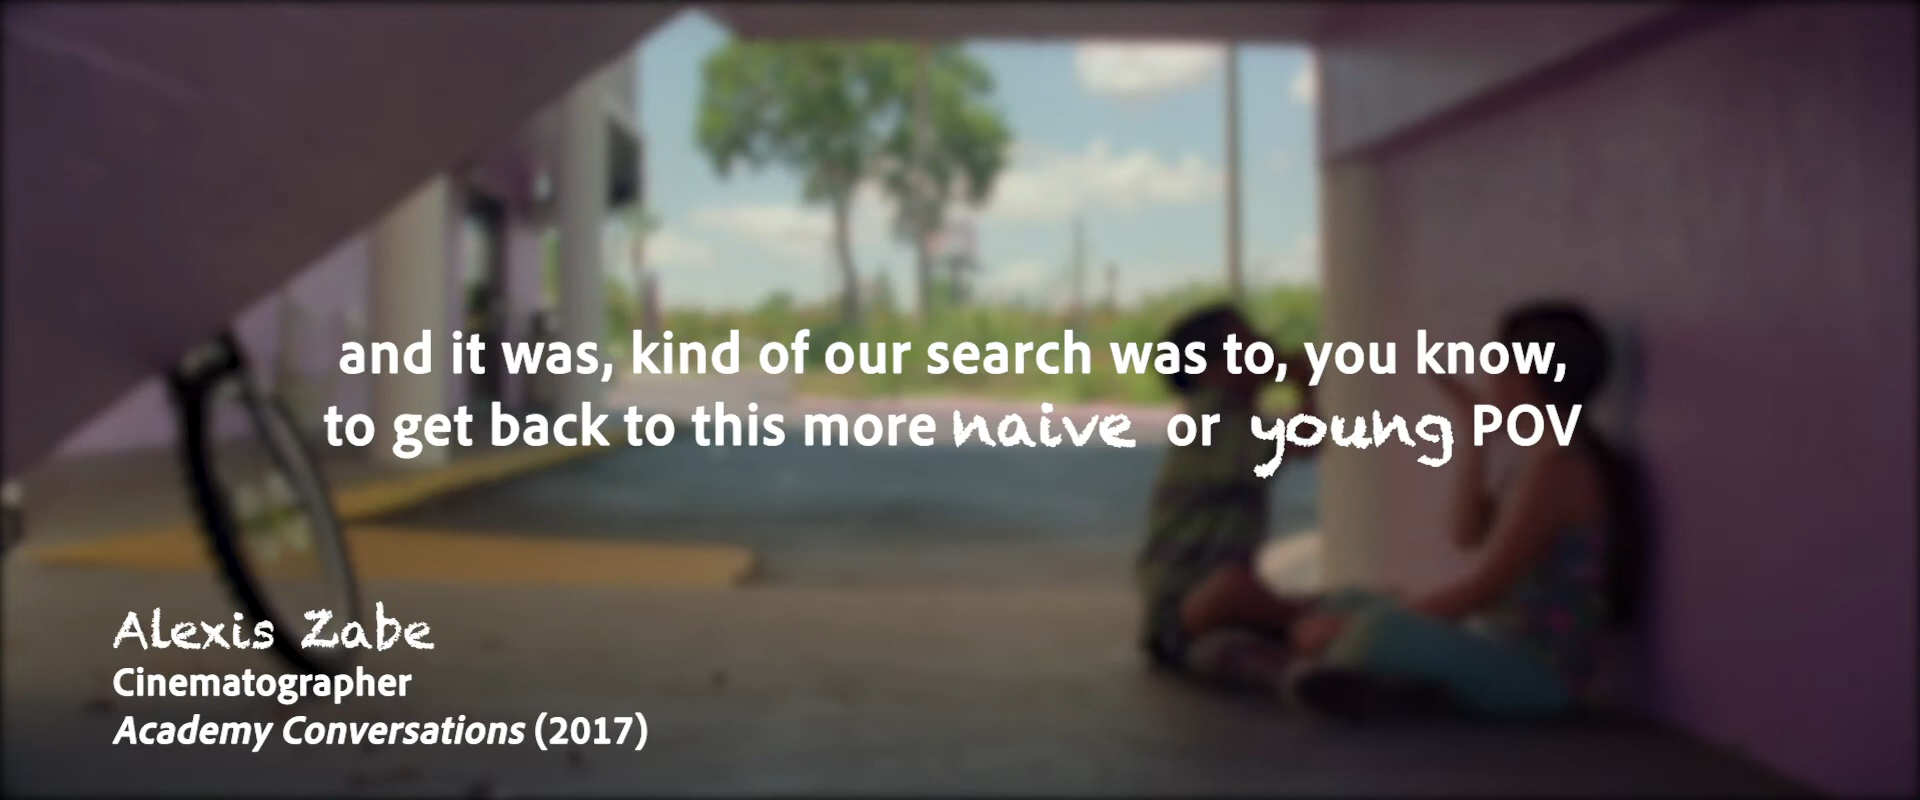 and it was, kind of our search was to, you know,
to get back to this more naive or young POV
Alexis Zabe
Cinematographer
Academy Conversations (2017)